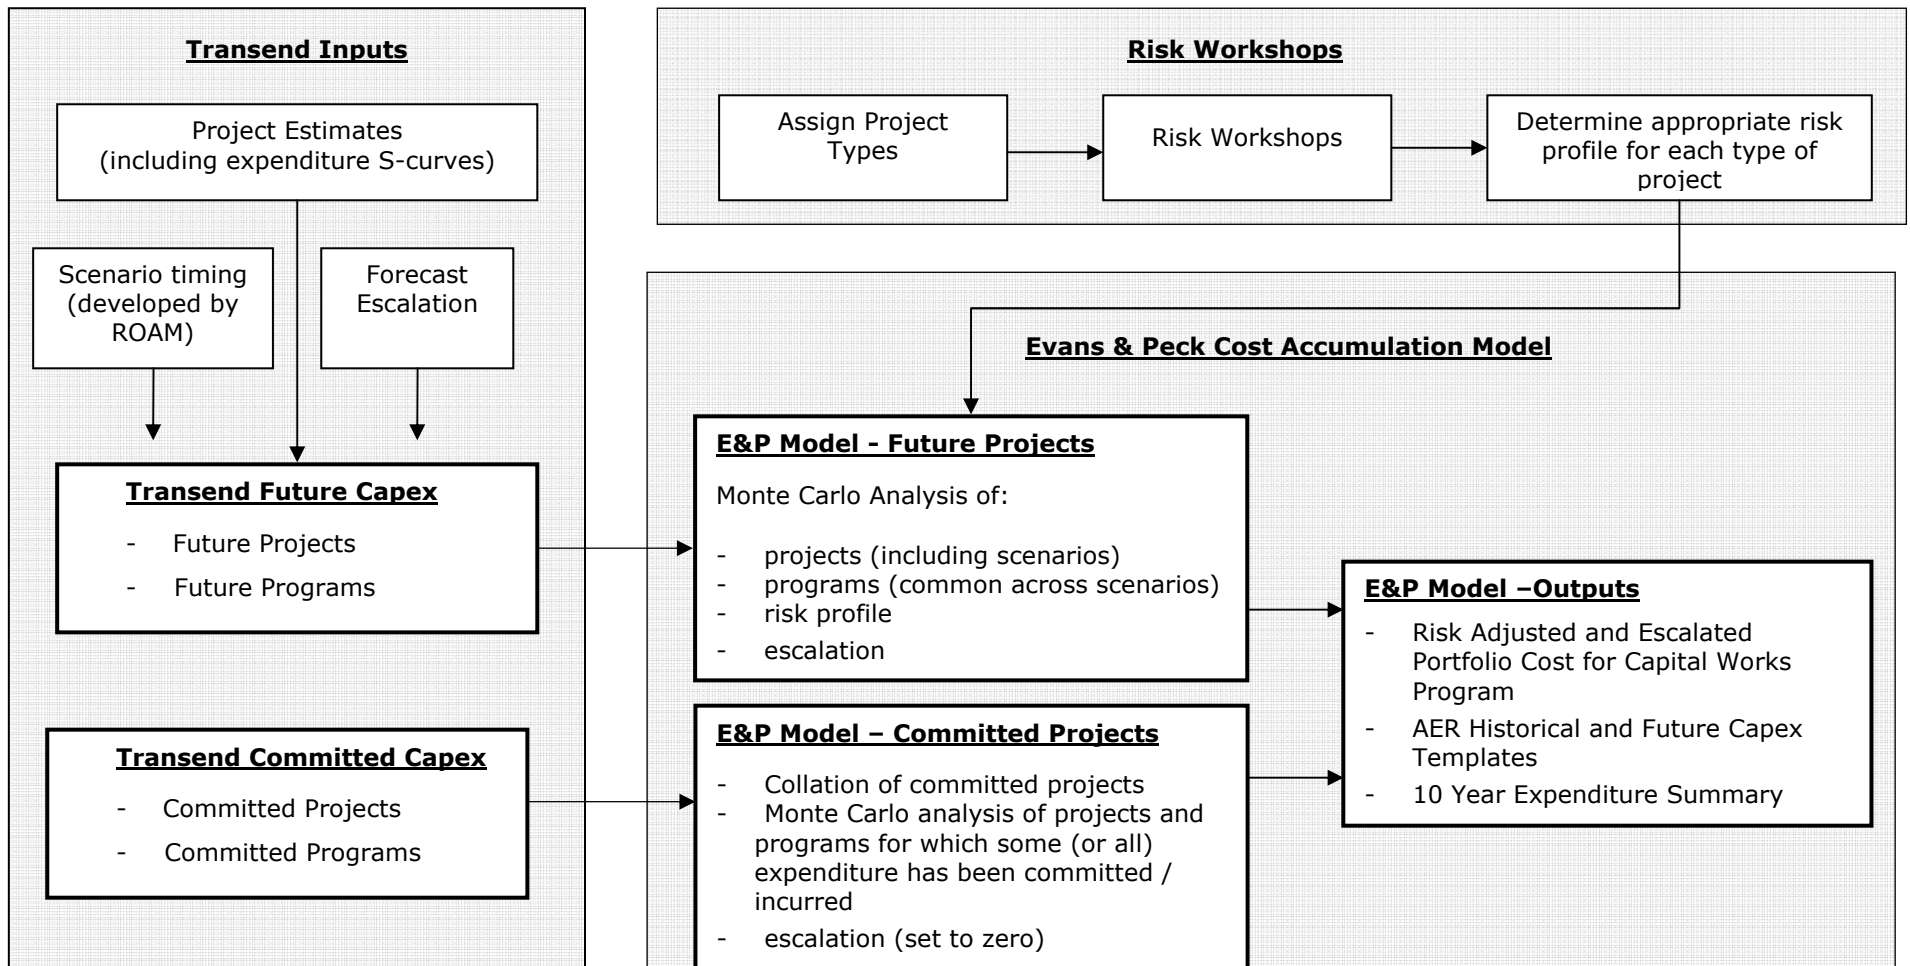 Transend Inputs
Project Estimates
(including expenditure S-curves)
Scenario timing
(developed by
ROAM)
Forecast
Escalation
Transend Future Capex
- Future Projects
- Future Programs
Transend Committed Capex
- Committed Projects
- Committed Programs
Risk Workshops
Assign Project
Types
Risk Workshops
Determine appropriate risk
profile for each type of
project
Evans & Peck Cost Accumulation Model
E&P Model - Future Projects
Monte Carlo Analysis of:
- projects (including scenarios)
- programs (common across scenarios)
- risk profile
- escalation
E&P Model – Committed Projects
- Collation of committed projects
- Monte Carlo analysis of projects and
programs for which some (or all)
expenditure has been committed /
incurred
- escalation (set to zero)
E&P Model –Outputs
- Risk Adjusted and Escalated
Portfolio Cost for Capital Works
Program
- AER Historical and Future Capex
Templates
- 10 Year Expenditure Summary